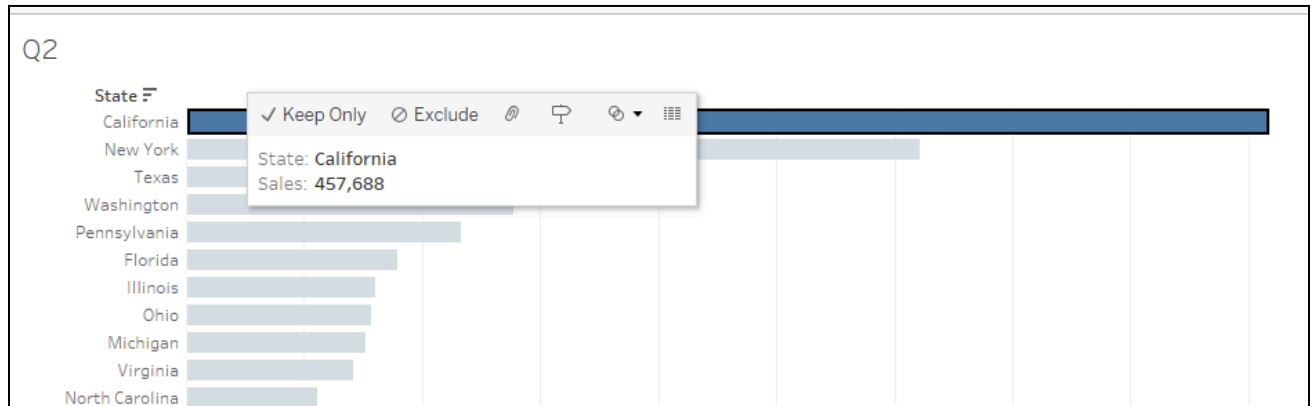 Q2
State
California
Keep Only Exclude
New York
State: California
Texas
Sales: 457,688
Washington
Pennsylvania
Florida
Illinois
Ohio
Michigan
Virginia
North Carolina